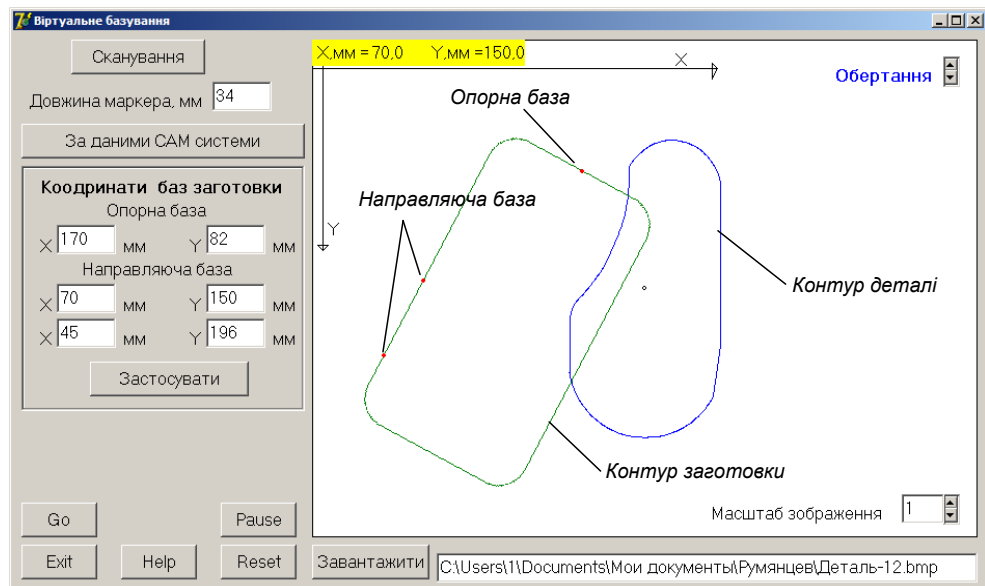 Віртуальне базування
Сканування
Довжина маркера, мм 34
За даними САМ системи
Коодринати баз заготовки
Опорна база
X 170 мм Y 82 мм
Направляюча база
X 70 мм Y 150 мм
X 45 мм Y 196 мм
Застосувати
Go Pause
Exit Help Reset
X,мм =70,0 Y,мм =150,0
X
Обертання
Опорна база
Направляюча база
Y
Контур деталі
Контур заготовки
Масштаб зображення 1
Завантажити C:\Users\1\Documents\Мои документы\Румянцев\Деталь-12.bmp